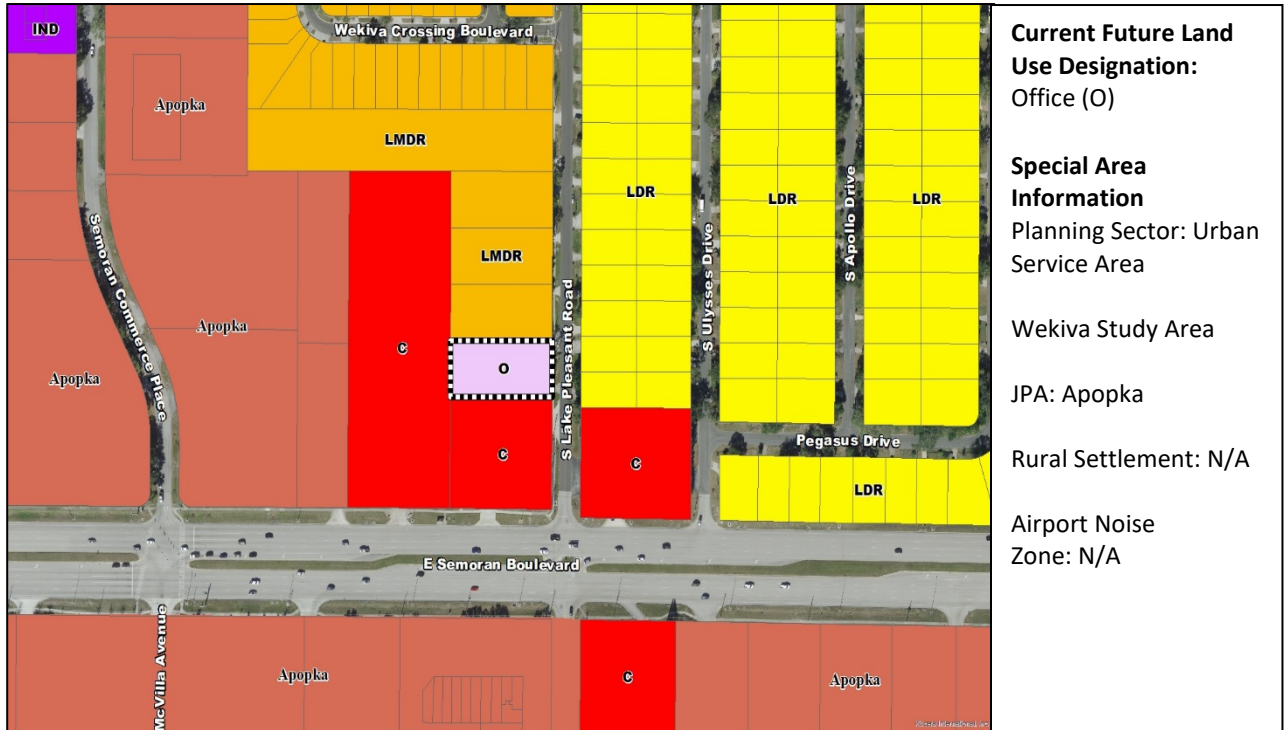 IND
Wekiva Crossing Boulevard
Apopka
LMDR
LDR
LDR
LDR
S Lake Pleasant Road
S Ulysses Drive
S Apollo Drive
Semoran Commerce Place
LMDR
Apopka
C
Apopka
O
C
C
Pegasus Drive
LDR
E Semoran Boulevard
McVilla Avenue
Apopka
C
Apopka
Current Future Land
Use Designation:
Office (O)
Special Area
Information
Planning Sector: Urban
Service Area
Wekiva Study Area
JPA: Apopka
Rural Settlement: N/A
Airport Noise
Zone: N/A